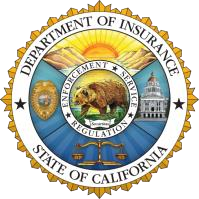 DEPARTMENT OF INSURANCE
ENFORCEMENT
SERVICE
REGULATION
STATE OF CALIFORNIA